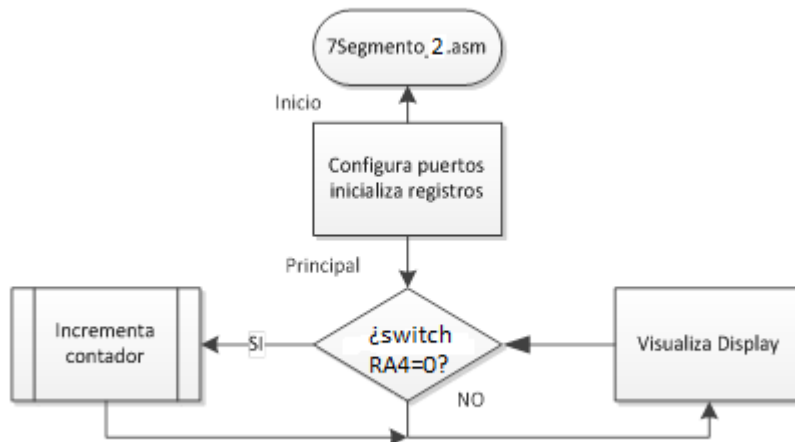 7Segmento_2.asm
Inicio
Configura puertos
inicializa registros
Principal
Incrementa
contador
SI
¿switch
RA4=0?
NO
Visualiza Display